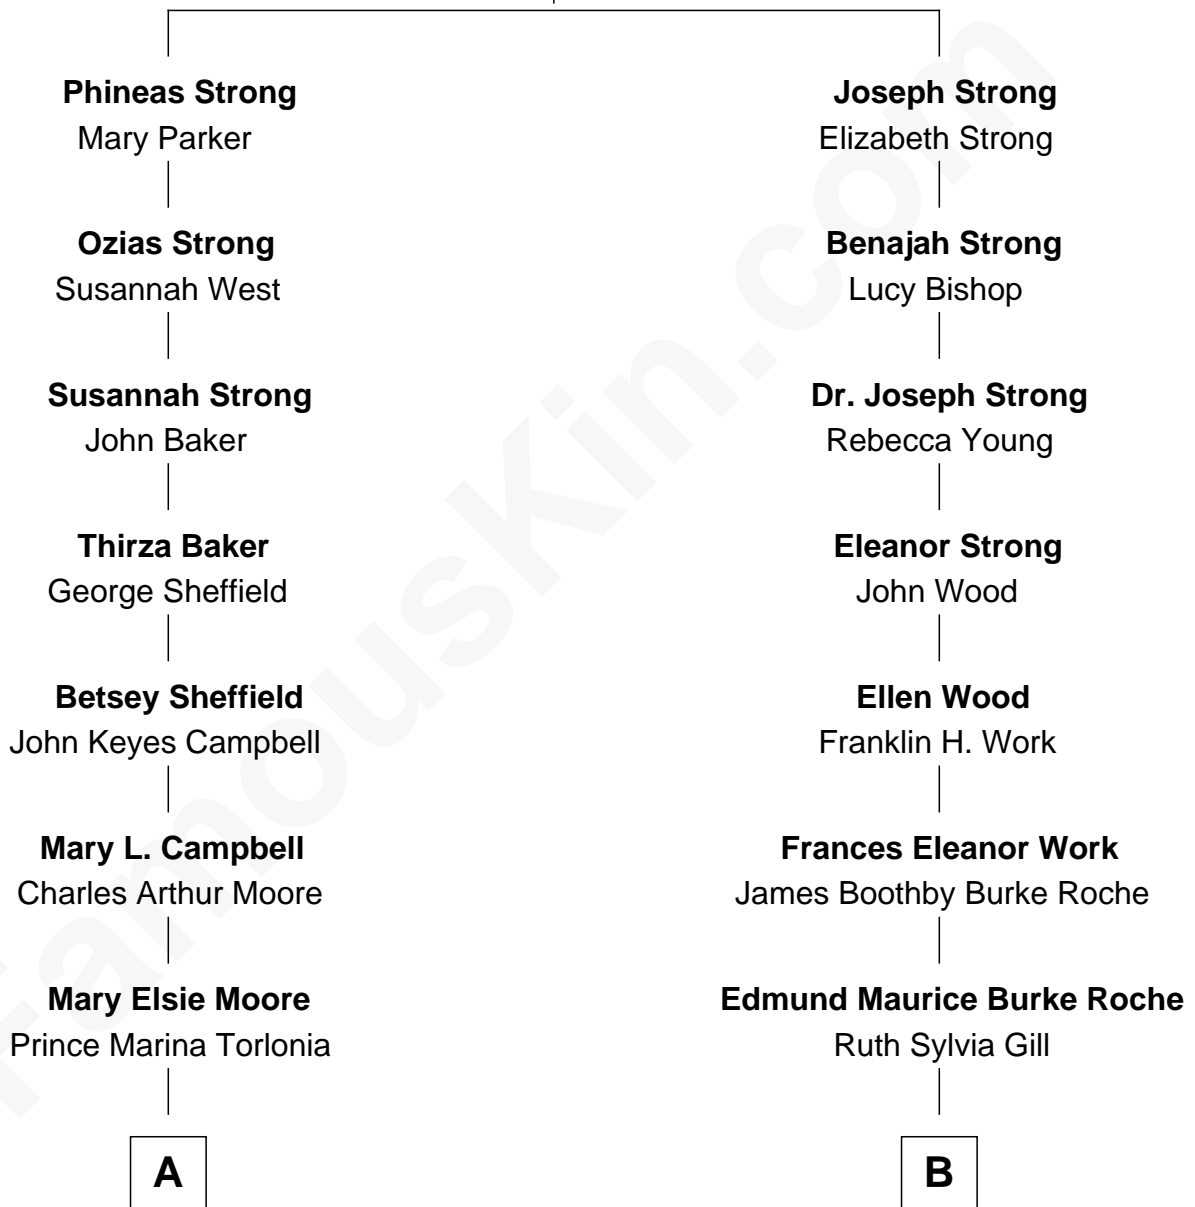 Phineas Strong
Mary Parker
Ozias Strong
Susannah West
Susannah Strong
John Baker
Thirza Baker
George Sheffield
Betsey Sheffield
John Keyes Campbell
Mary L. Campbell
Charles Arthur Moore
Mary Elsie Moore
Prince Marina Torlonia
A
Joseph Strong
Elizabeth Strong
Benajah Strong
Lucy Bishop
Dr. Joseph Strong
Rebecca Young
Eleanor Strong
John Wood
Ellen Wood
Franklin H. Work
Frances Eleanor Work
James Boothby Burke Roche
Edmund Maurice Burke Roche
Ruth Sylvia Gill
B
FamousKin.com